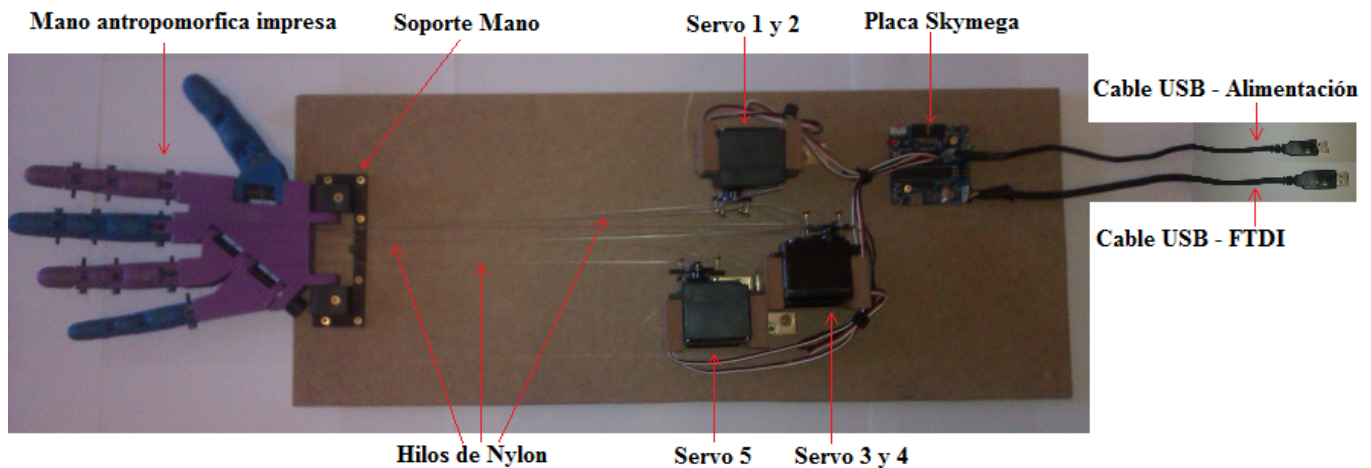 Mano antropomorfica impresa
Soporte Mano
Servo 1 y 2
Placa Skymega
Cable USB - Alimentación
Cable USB - FTDI
Hilos de Nylon
Servo 5
Servo 3 y 4